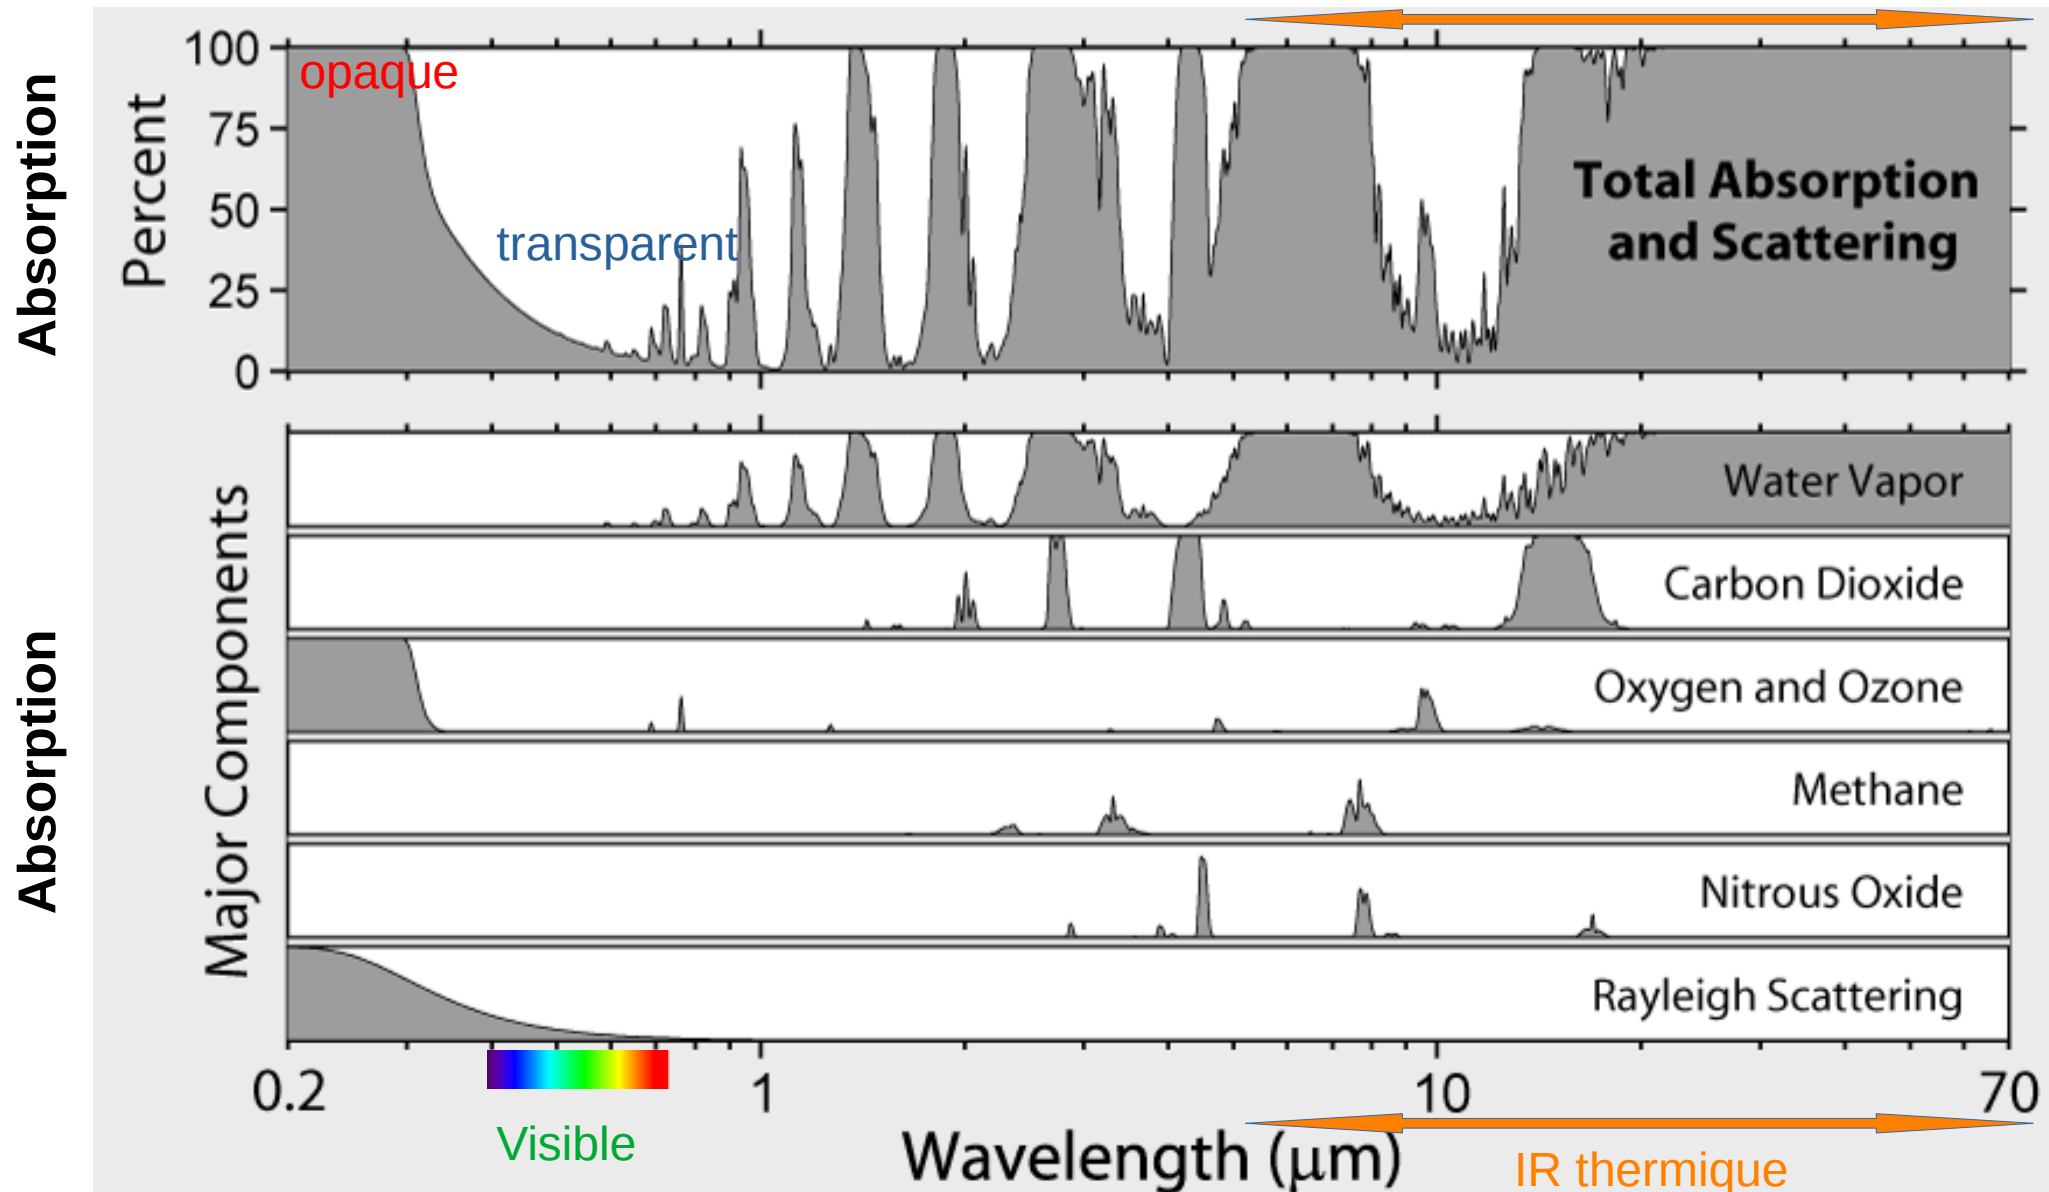 Absorption
Percent
100
75
50
25
0
opaque
transparent
Total Absorption
and Scattering
Absorption
Major Components
Water Vapor
Carbon Dioxide
Oxygen and Ozone
Methane
Nitrous Oxide
Rayleigh Scattering
0.2 1 10 70
Visible
Wavelength (μm)
IR thermique